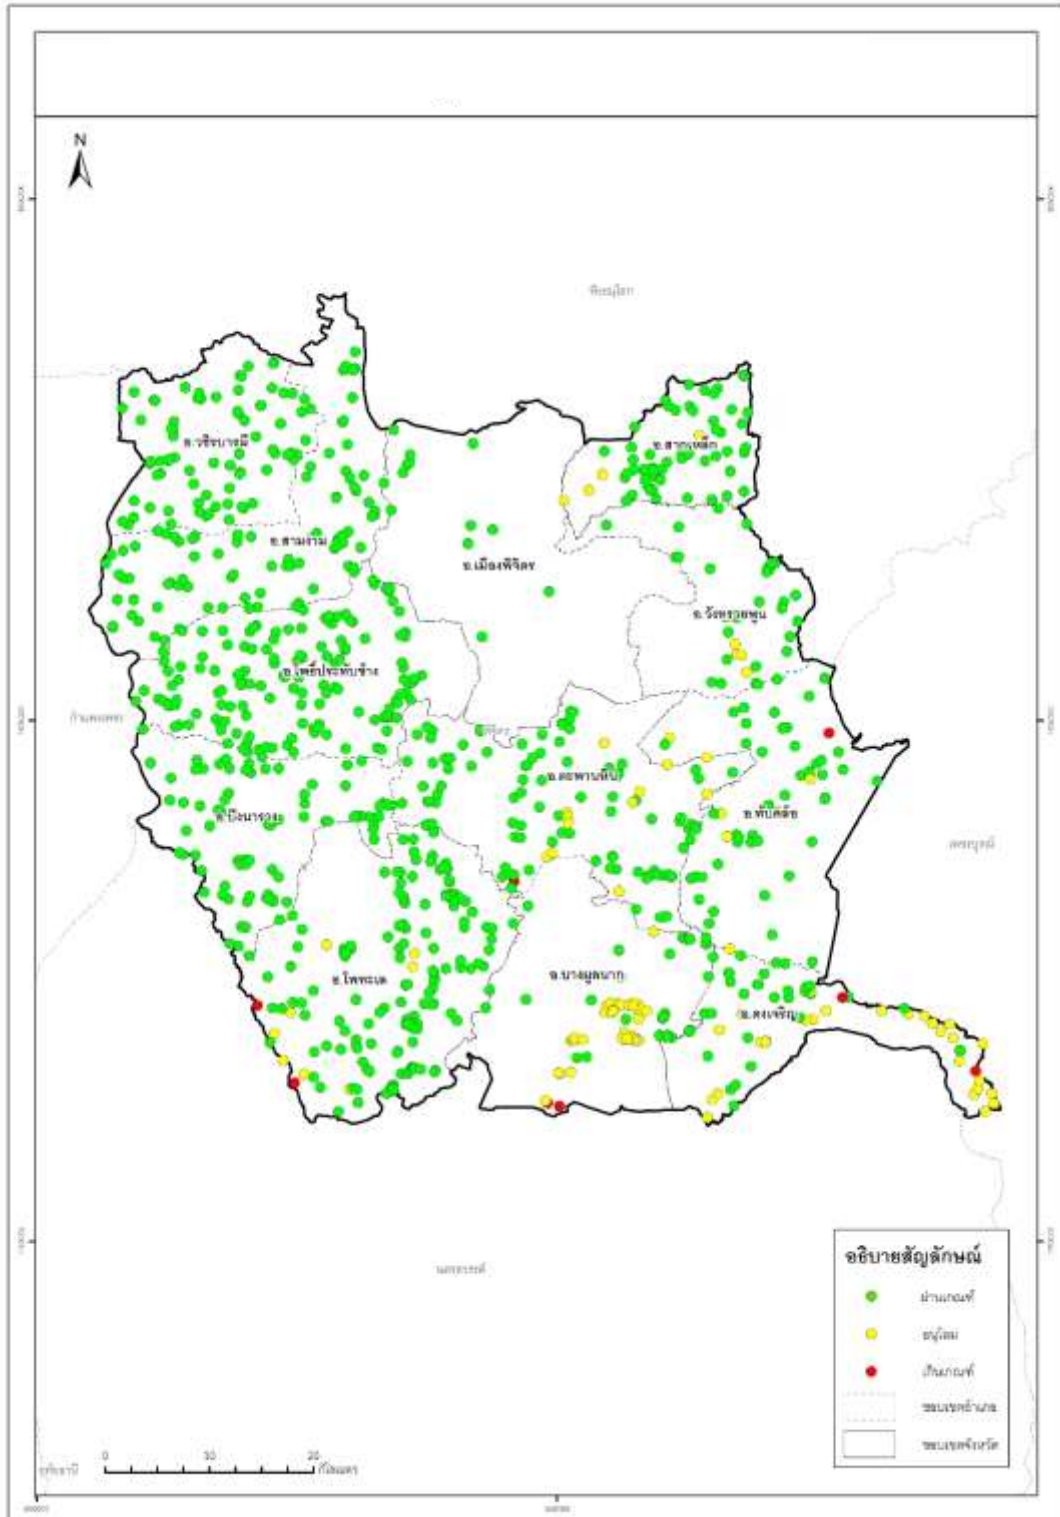 N
พิษณุโลก
อ.วชิรบารมี
อ.สากเหล็ก
อ.สามงาม
อ.เมืองพิจิตร
อ.วังทรายพูน
อ.โพธิ์ประทับช้าง
กำแพงเพชร
พิจิตร
อ.ตะพานหิน
อ.บึงนาราง
อ.ทับคล้อ
เพชรบูรณ์
อ.โพทะเล
อ.บางมูลนาก
อ.ดงเจริญ
นครสวรรค์
อธิบายสัญลักษณ์
ผ่านเกณฑ์
อนุโลม
เกินเกณฑ์
ขอบเขตอำเภอ
ขอบเขตจังหวัด
0 10 20
กิโลเมตร
อุทัยธานี